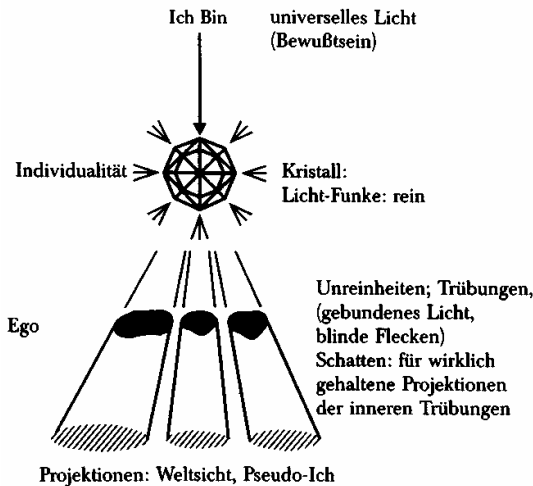 Ich Bin
universelles Licht
(Bewußtsein)
Individualität
Kristall:
Licht-Funke: rein
Ego
Unreinheiten; Trübungen,
(gebundenes Licht,
blinde Flecken)
Schatten: für wirklich
gehaltene Projektionen
der inneren Trübungen
Projektionen: Weltsicht, Pseudo-Ich